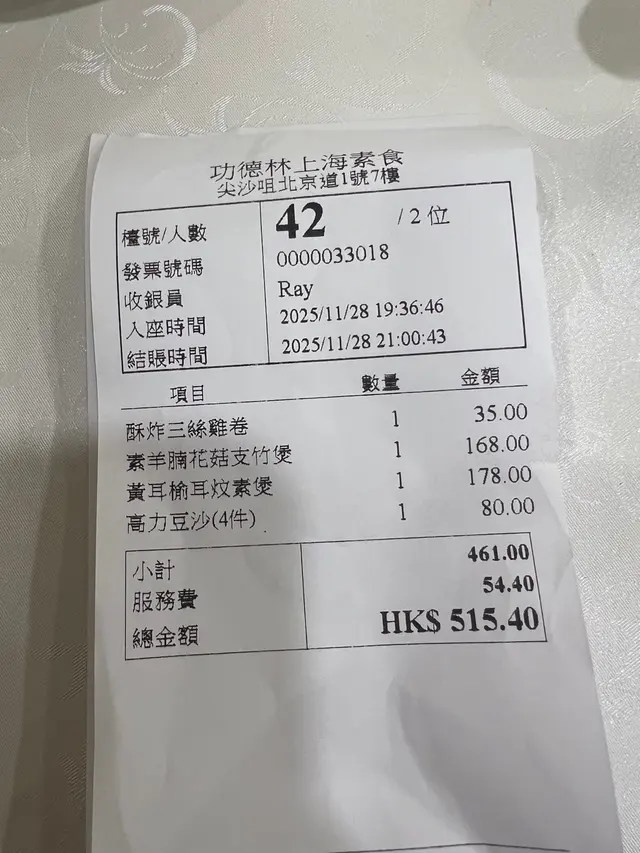 功德林上海素食
尖沙咀北京道1號7樓
檯號/人數 42 /2位
發票號碼 0000033018
收銀員 Ray
入座時間 2025/11/28 19:36:46
結賬時間 2025/11/28 21:00:43
項目 數量 金額
酥炸三絲雞卷 1 35.00
素羊腩花菇支竹煲 1 168.00
黃耳榆耳炆素煲 1 178.00
高力豆沙(4件) 1 80.00
小計 461.00
服務費 54.40
總金額 HK$ 515.40